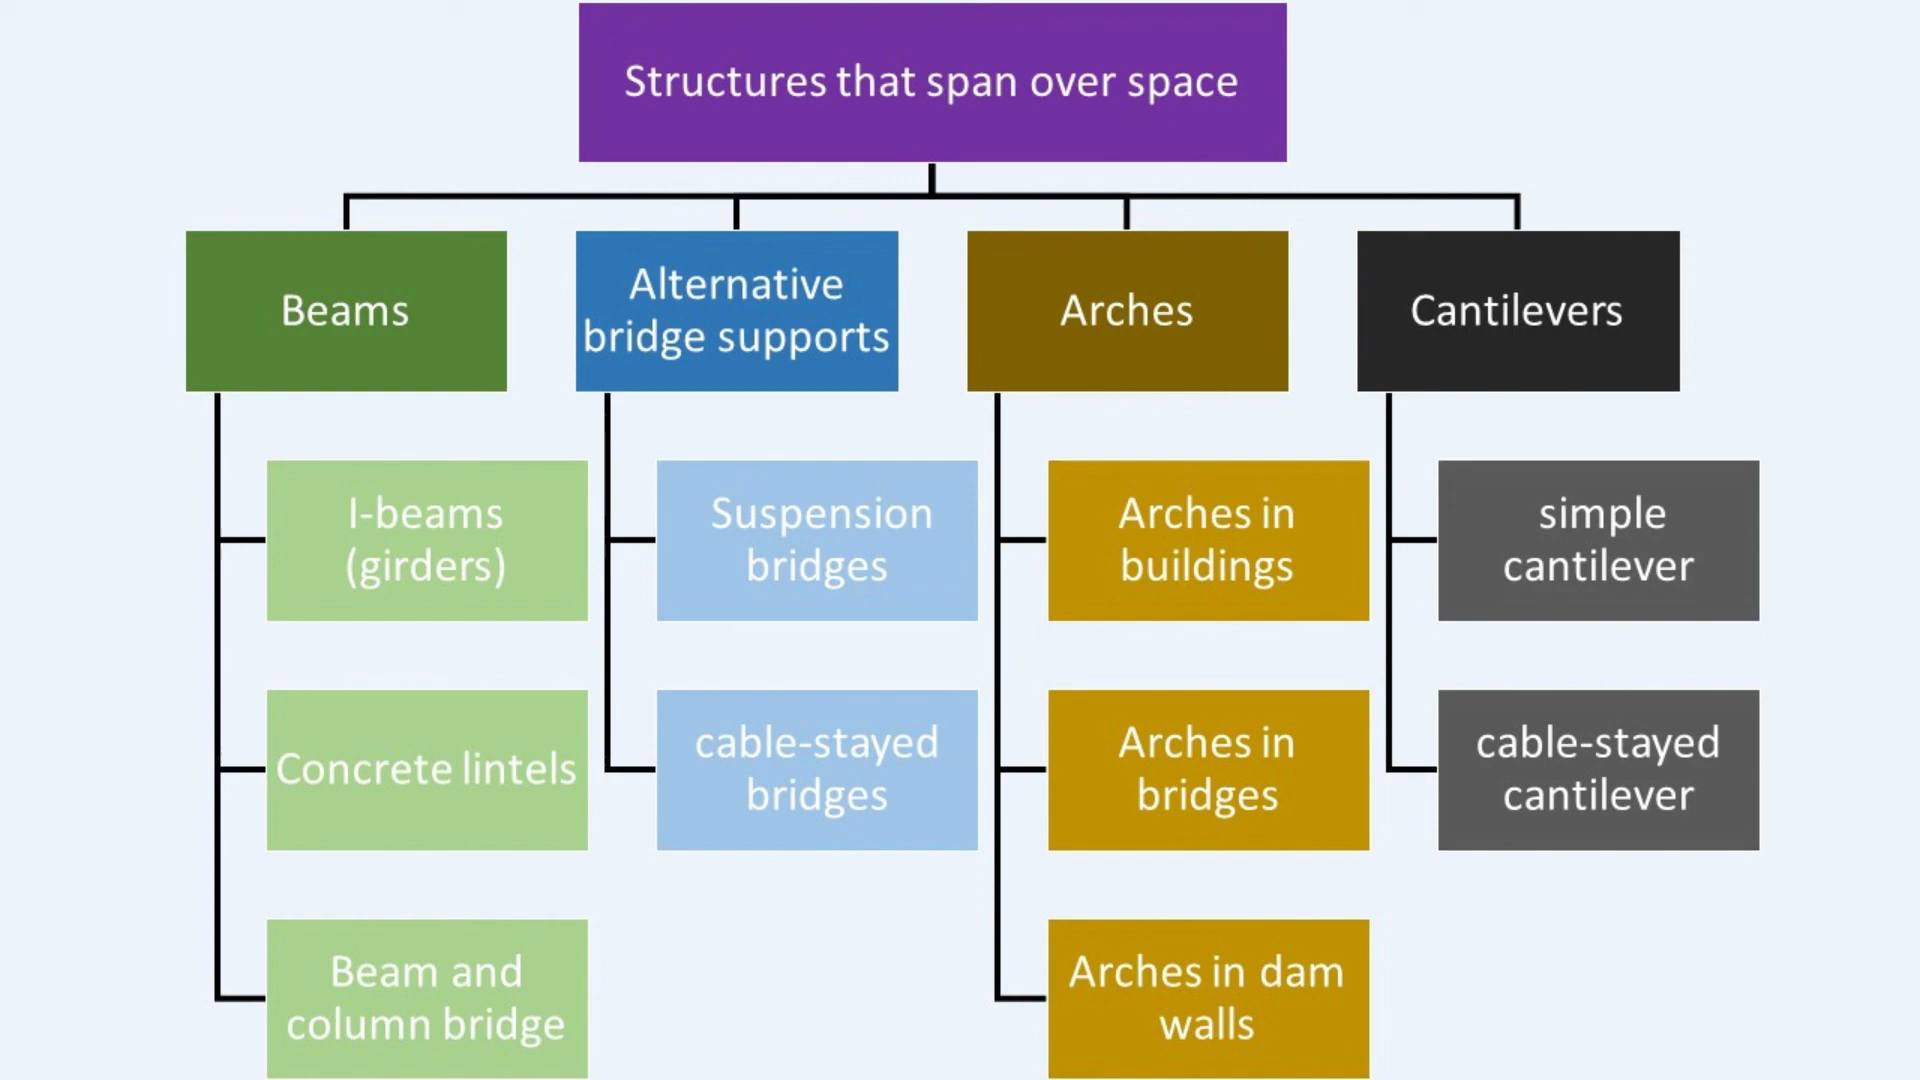 Structures that span over space
Beams
Alternative
bridge supports
Arches
Cantilevers
I-beams
(girders)
Suspension
bridges
Arches in
buildings
simple
cantilever
Concrete lintels
cable-stayed
bridges
Arches in
bridges
cable-stayed
cantilever
Beam and
column bridge
Arches in dam
walls